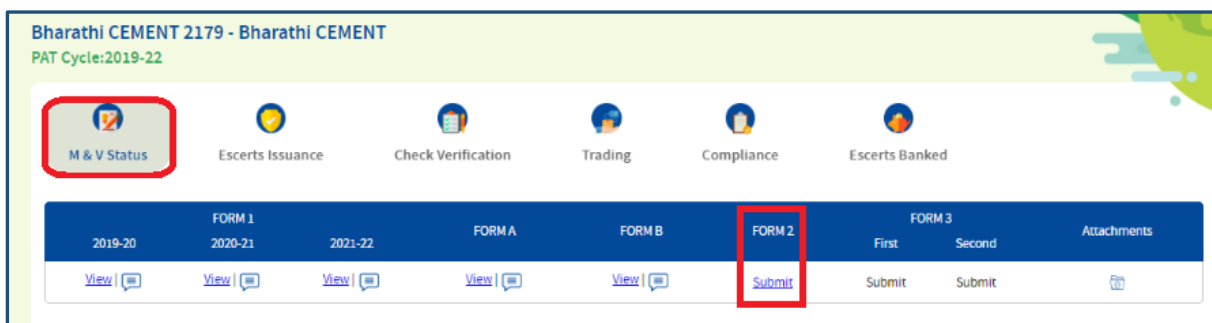 Bharathi CEMENT 2179 - Bharathi CEMENT
PAT Cycle:2019-22
M & V Status Escerts Issuance Check Verification Trading Compliance Escerts Banked
FORM 1 FORM A FORM B FORM 2 FORM 3 Attachments
2019-20 2020-21 2021-22 First Second
View | View | View | View | View | Submit Submit Submit